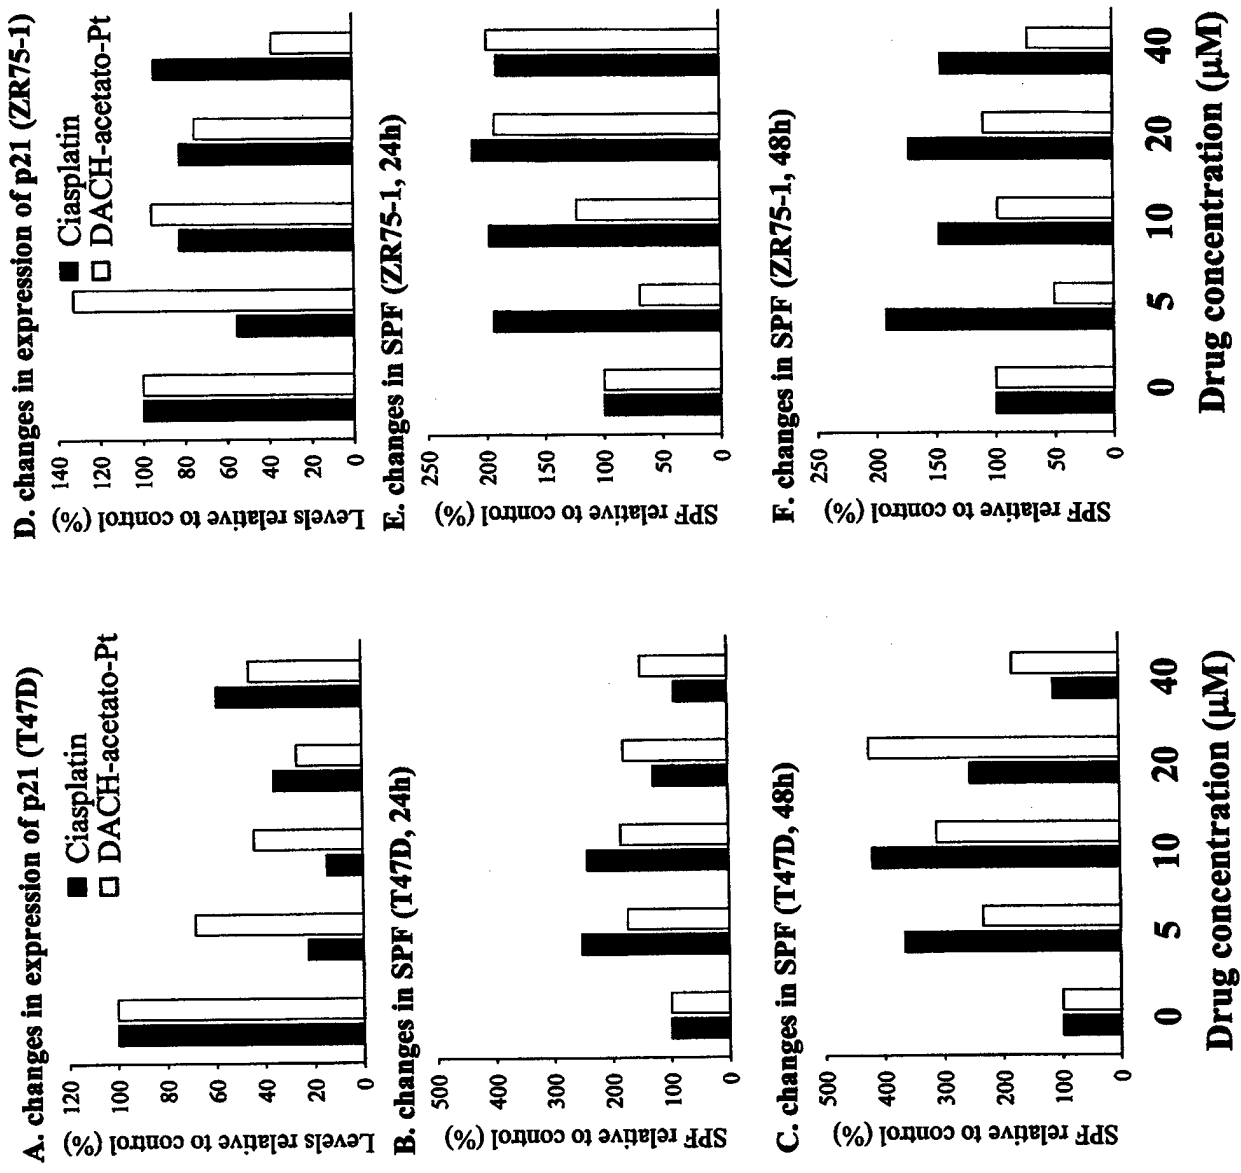 A. changes in expression of p21 (T47D)
Levels relative to control (%)
120
100
80
60
40
20
0
Ciasplatin
DACH-acetato-Pt
B. changes in SPF (T47D, 24h)
SPF relative to control
(%)
500
400
300
200
100
0
C. changes in SPF (T47D, 48h)
SPF relative to control
(%)
500
400
300
200
100
0
0 5 10 20 40
Drug concentration (µM)
D. changes in expression of p21 (ZR75-1)
Levels relative to control
(%)
140
120
100
80
60
40
20
0
Ciasplatin
DACH-acetato-Pt
E. changes in SPF (ZR75-1, 24h)
SPF relative to control (%)
250
200
150
100
50
0
F. changes in SPF (ZR75-1, 48h)
SPF relative to control (%)
250
200
150
100
50
0
0 5 10 20 40
Drug concentration (µM)